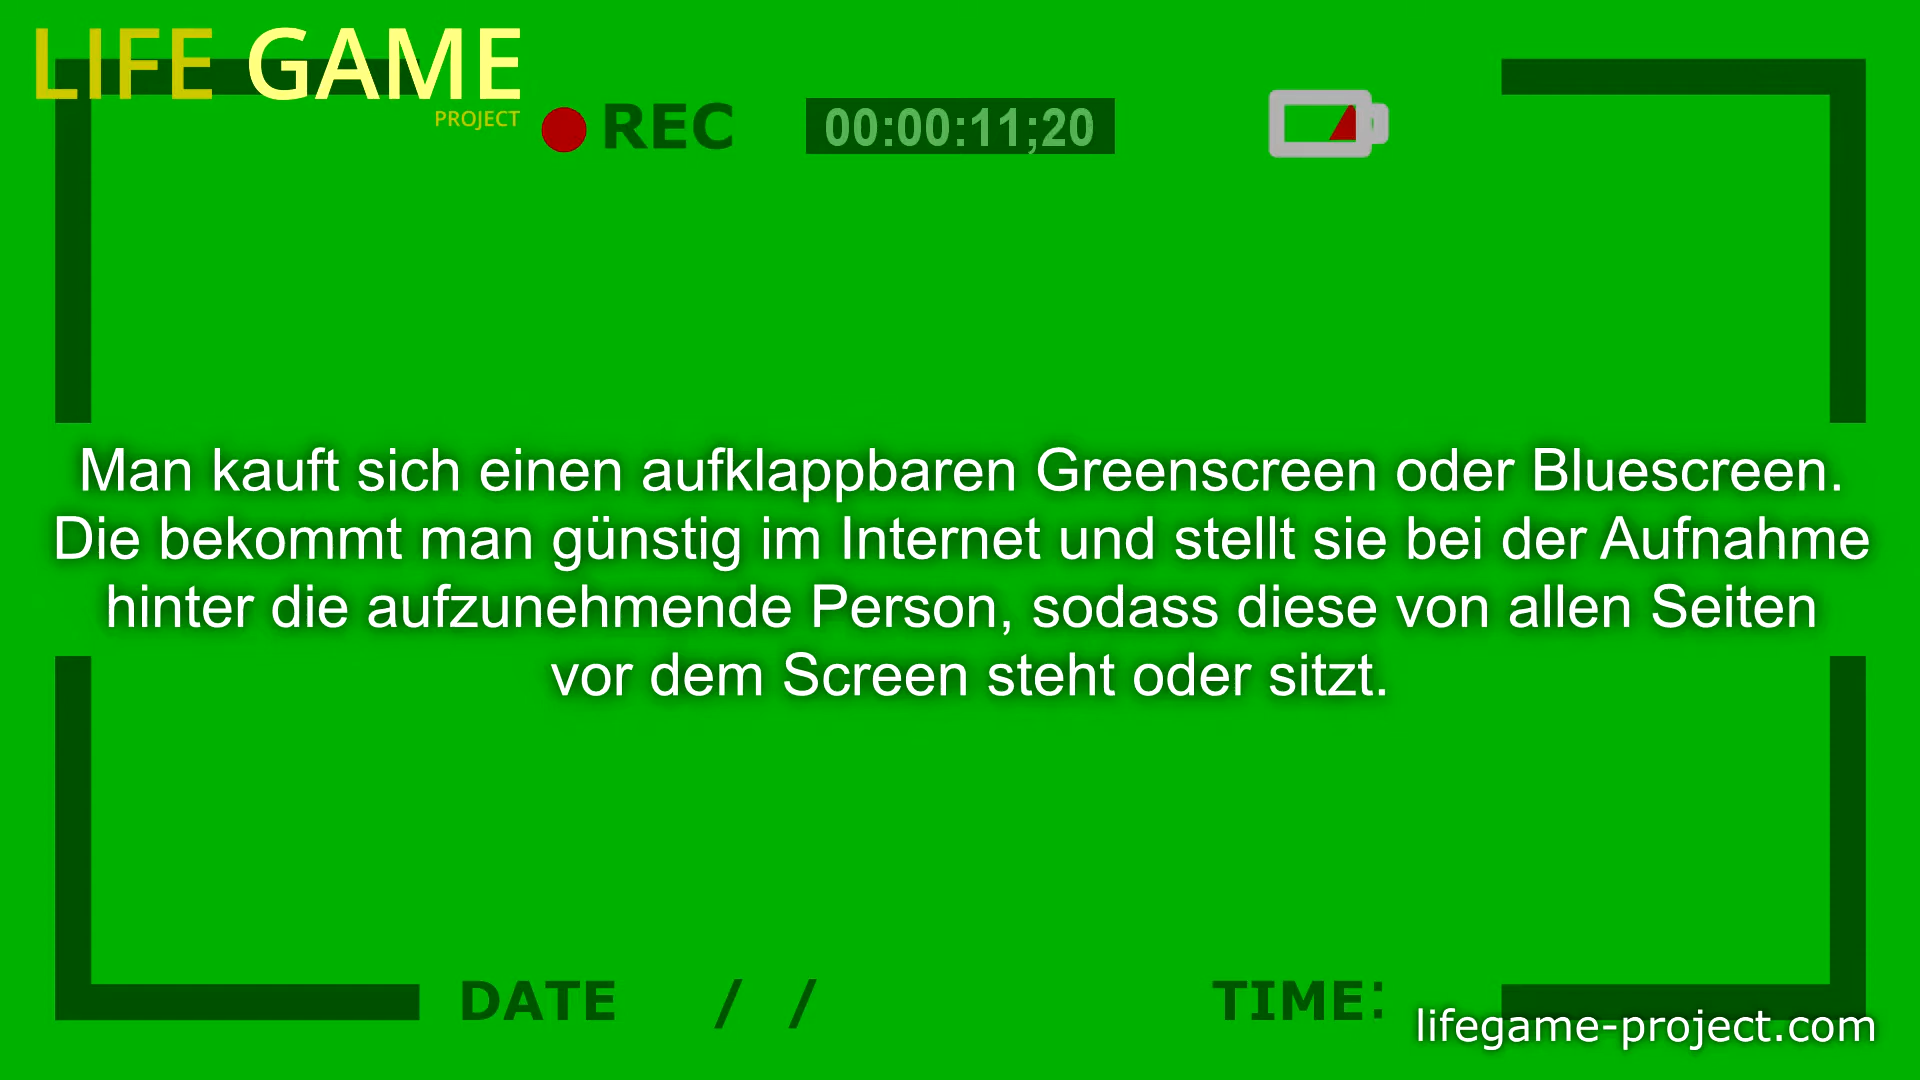 LIFE GAME
PROJECT
REC
00:00:11;20
Man kauft sich einen aufklappbaren Greenscreen oder Bluescreen.
Die bekommt man günstig im Internet und stellt sie bei der Aufnahme
hinter die aufzunehmende Person, sodass diese von allen Seiten
vor dem Screen steht oder sitzt.
DATE / /
TIME:
lifegame-project.com